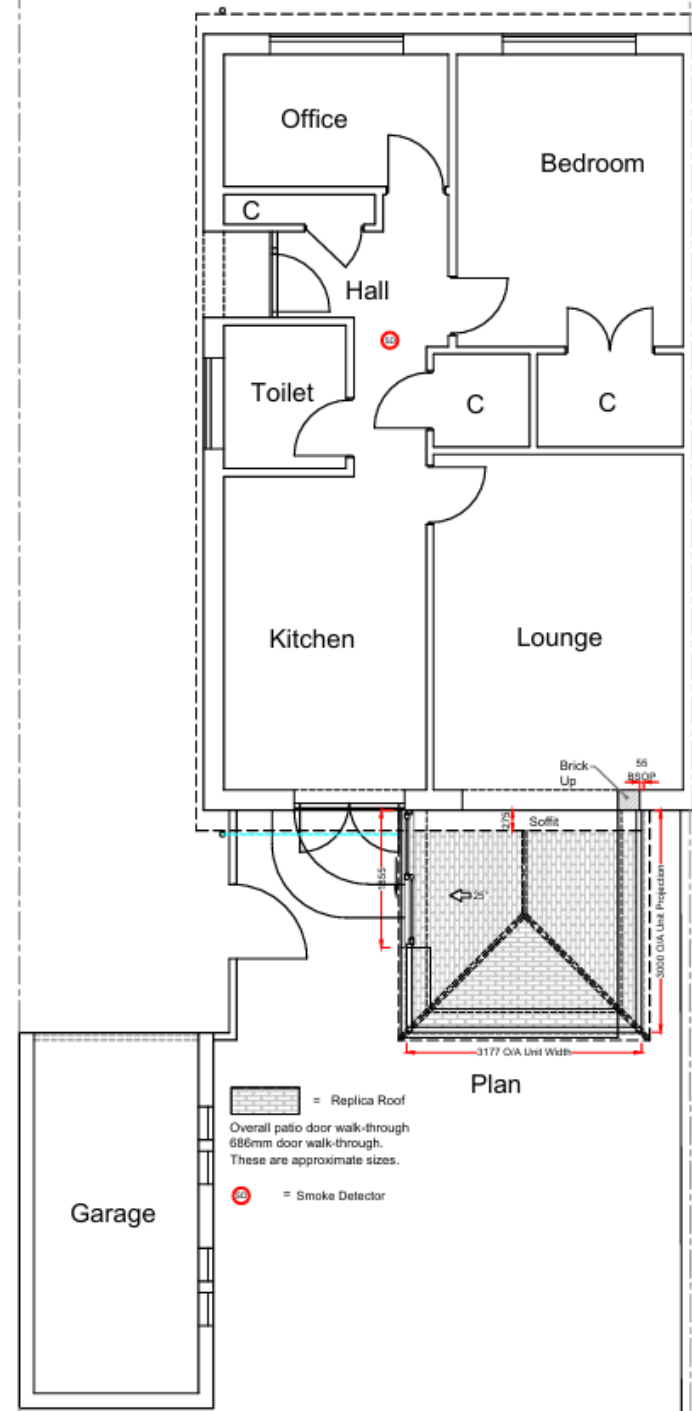 Office
Bedroom
C
Hall
SD
Toilet
C
C
Kitchen
Lounge
Brick
Up
55
BSOP
275
Soffit
1855
25°
3000 O/A Unit Projection
3177 O/A Unit Width
Plan
= Replica Roof
Overall patio door walk-through
686mm door walk-through.
These are approximate sizes.
SD
= Smoke Detector
Garage